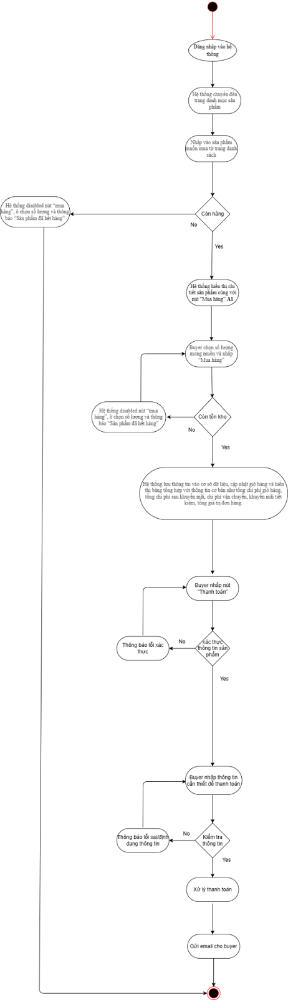 Đăng nhập vào hệ
thống
Hệ thống chuyển đến
trang danh mục sản
phẩm
Nhấp vào sản phẩm
muốn mua từ trang danh
sách
Còn hàng
No
Hệ thống disabled nút “mua
hàng”, ô chọn số lượng và thông
báo “Sản phẩm đã hết hàng”
Yes
Hệ thống hiển thị chi
tiết sản phẩm cùng với
nút “Mua hàng” A1
Buyer chọn số lượng
mong muốn và nhấp
“Mua hàng”
Còn tồn kho
No
Hệ thống disabled nút “mua
hàng”, ô chọn số lượng và thông
báo “Sản phẩm đã hết hàng”
Yes
Hệ thống lưu thông tin vào cơ sở dữ liệu, cập nhật giỏ hàng và hiển
thị bảng tổng hợp với thông tin cơ bản như tổng chi phí giỏ hàng,
tổng chi phí sau khuyến mãi, chi phí vận chuyển, khuyến mãi tiết
kiệm, tổng giá trị đơn hàng.
Buyer nhấp nút
"Thanh toán"
xác thực
thông tin sản
phẩm
No
Thông báo lỗi xác
thực
Yes
Buyer nhập thông tin
cần thiết để thanh toán
Kiểm tra
thông tin
No
Thông báo lỗi sai/định
dạng thông tin
Yes
Xử lý thanh toán
Gửi email cho buyer